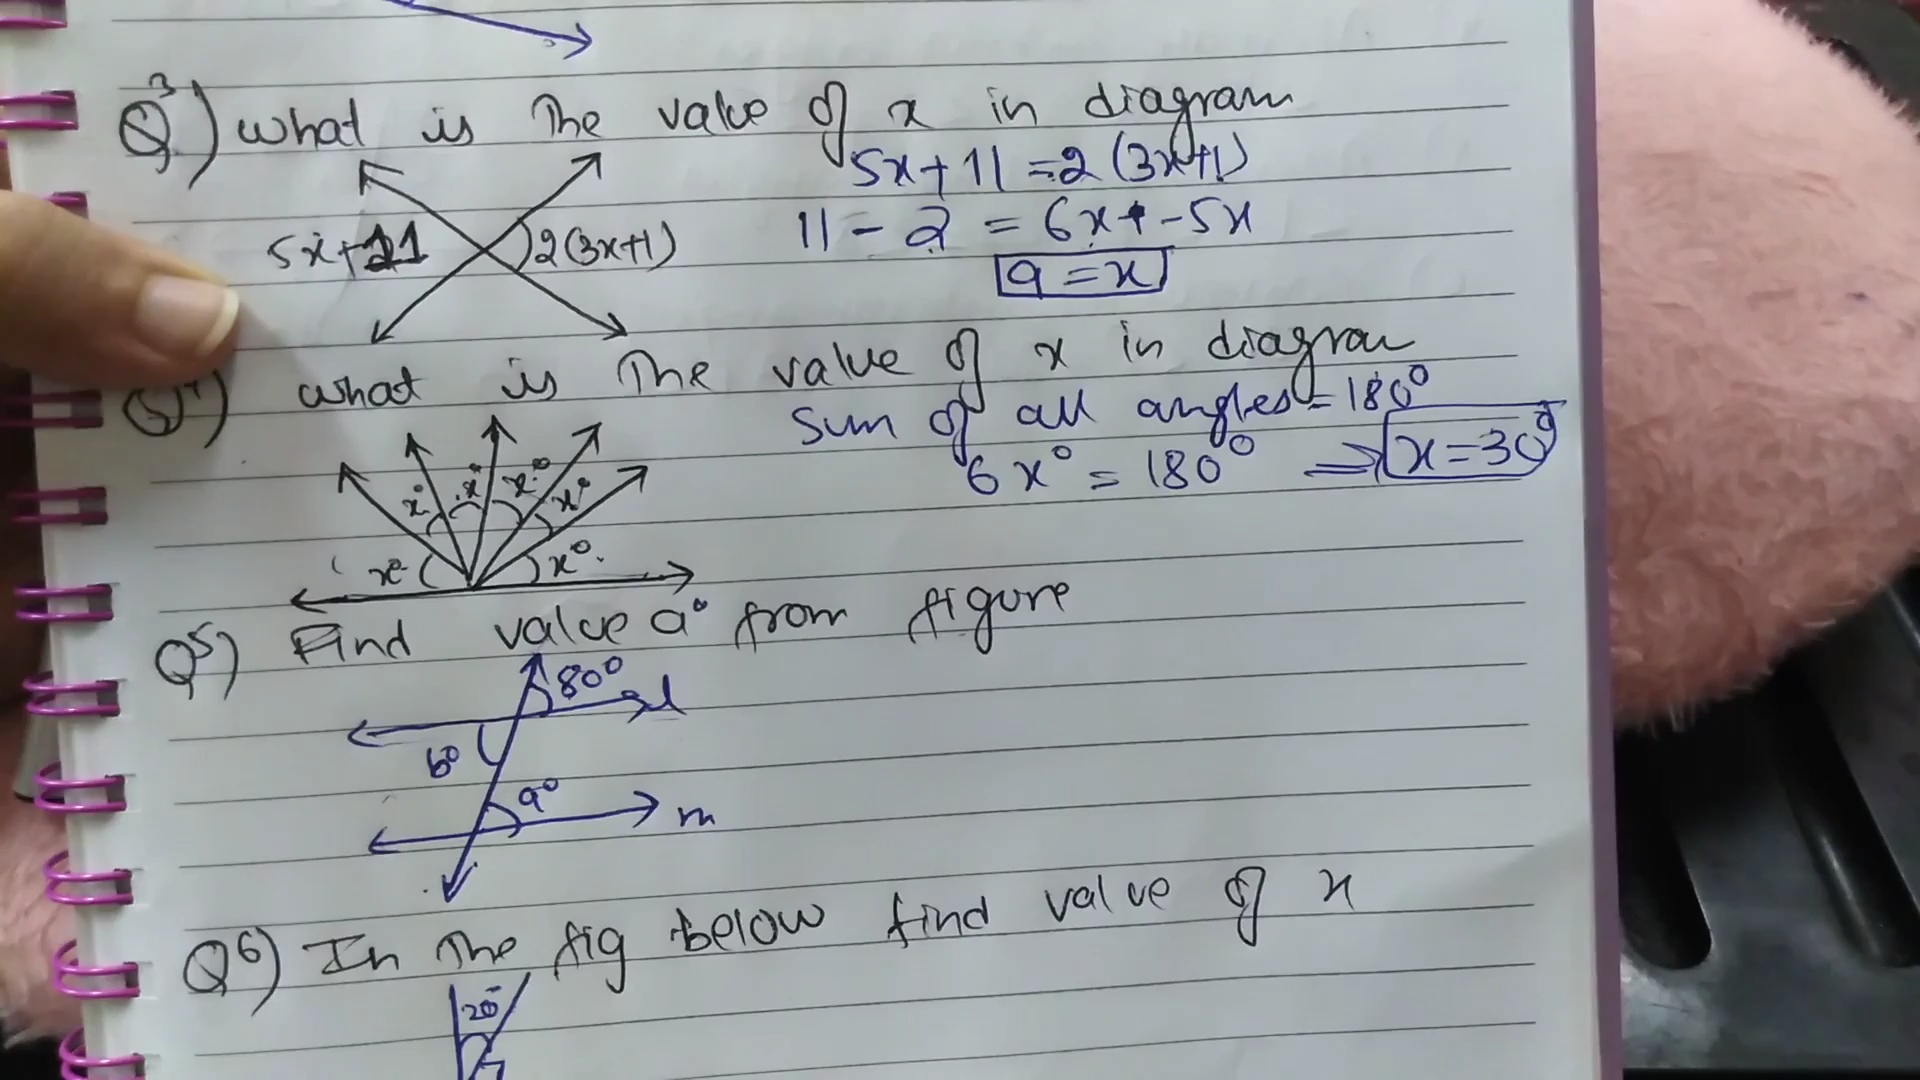 Q3) what is the value of x in diagram
5x+11 = 2(3x+1)
5x+11
2(3x+1)
11 - 2 = 6x - 5x
9 = x
what is the value of x in diagram
Sum of all angles = 180°
6x° = 180° ⇒ x = 30°
x° x° x° x°
x° x°
Q5) Find value a° from figure
80°
l
b°
a°
m
Q6) In the fig below find value of x
20°